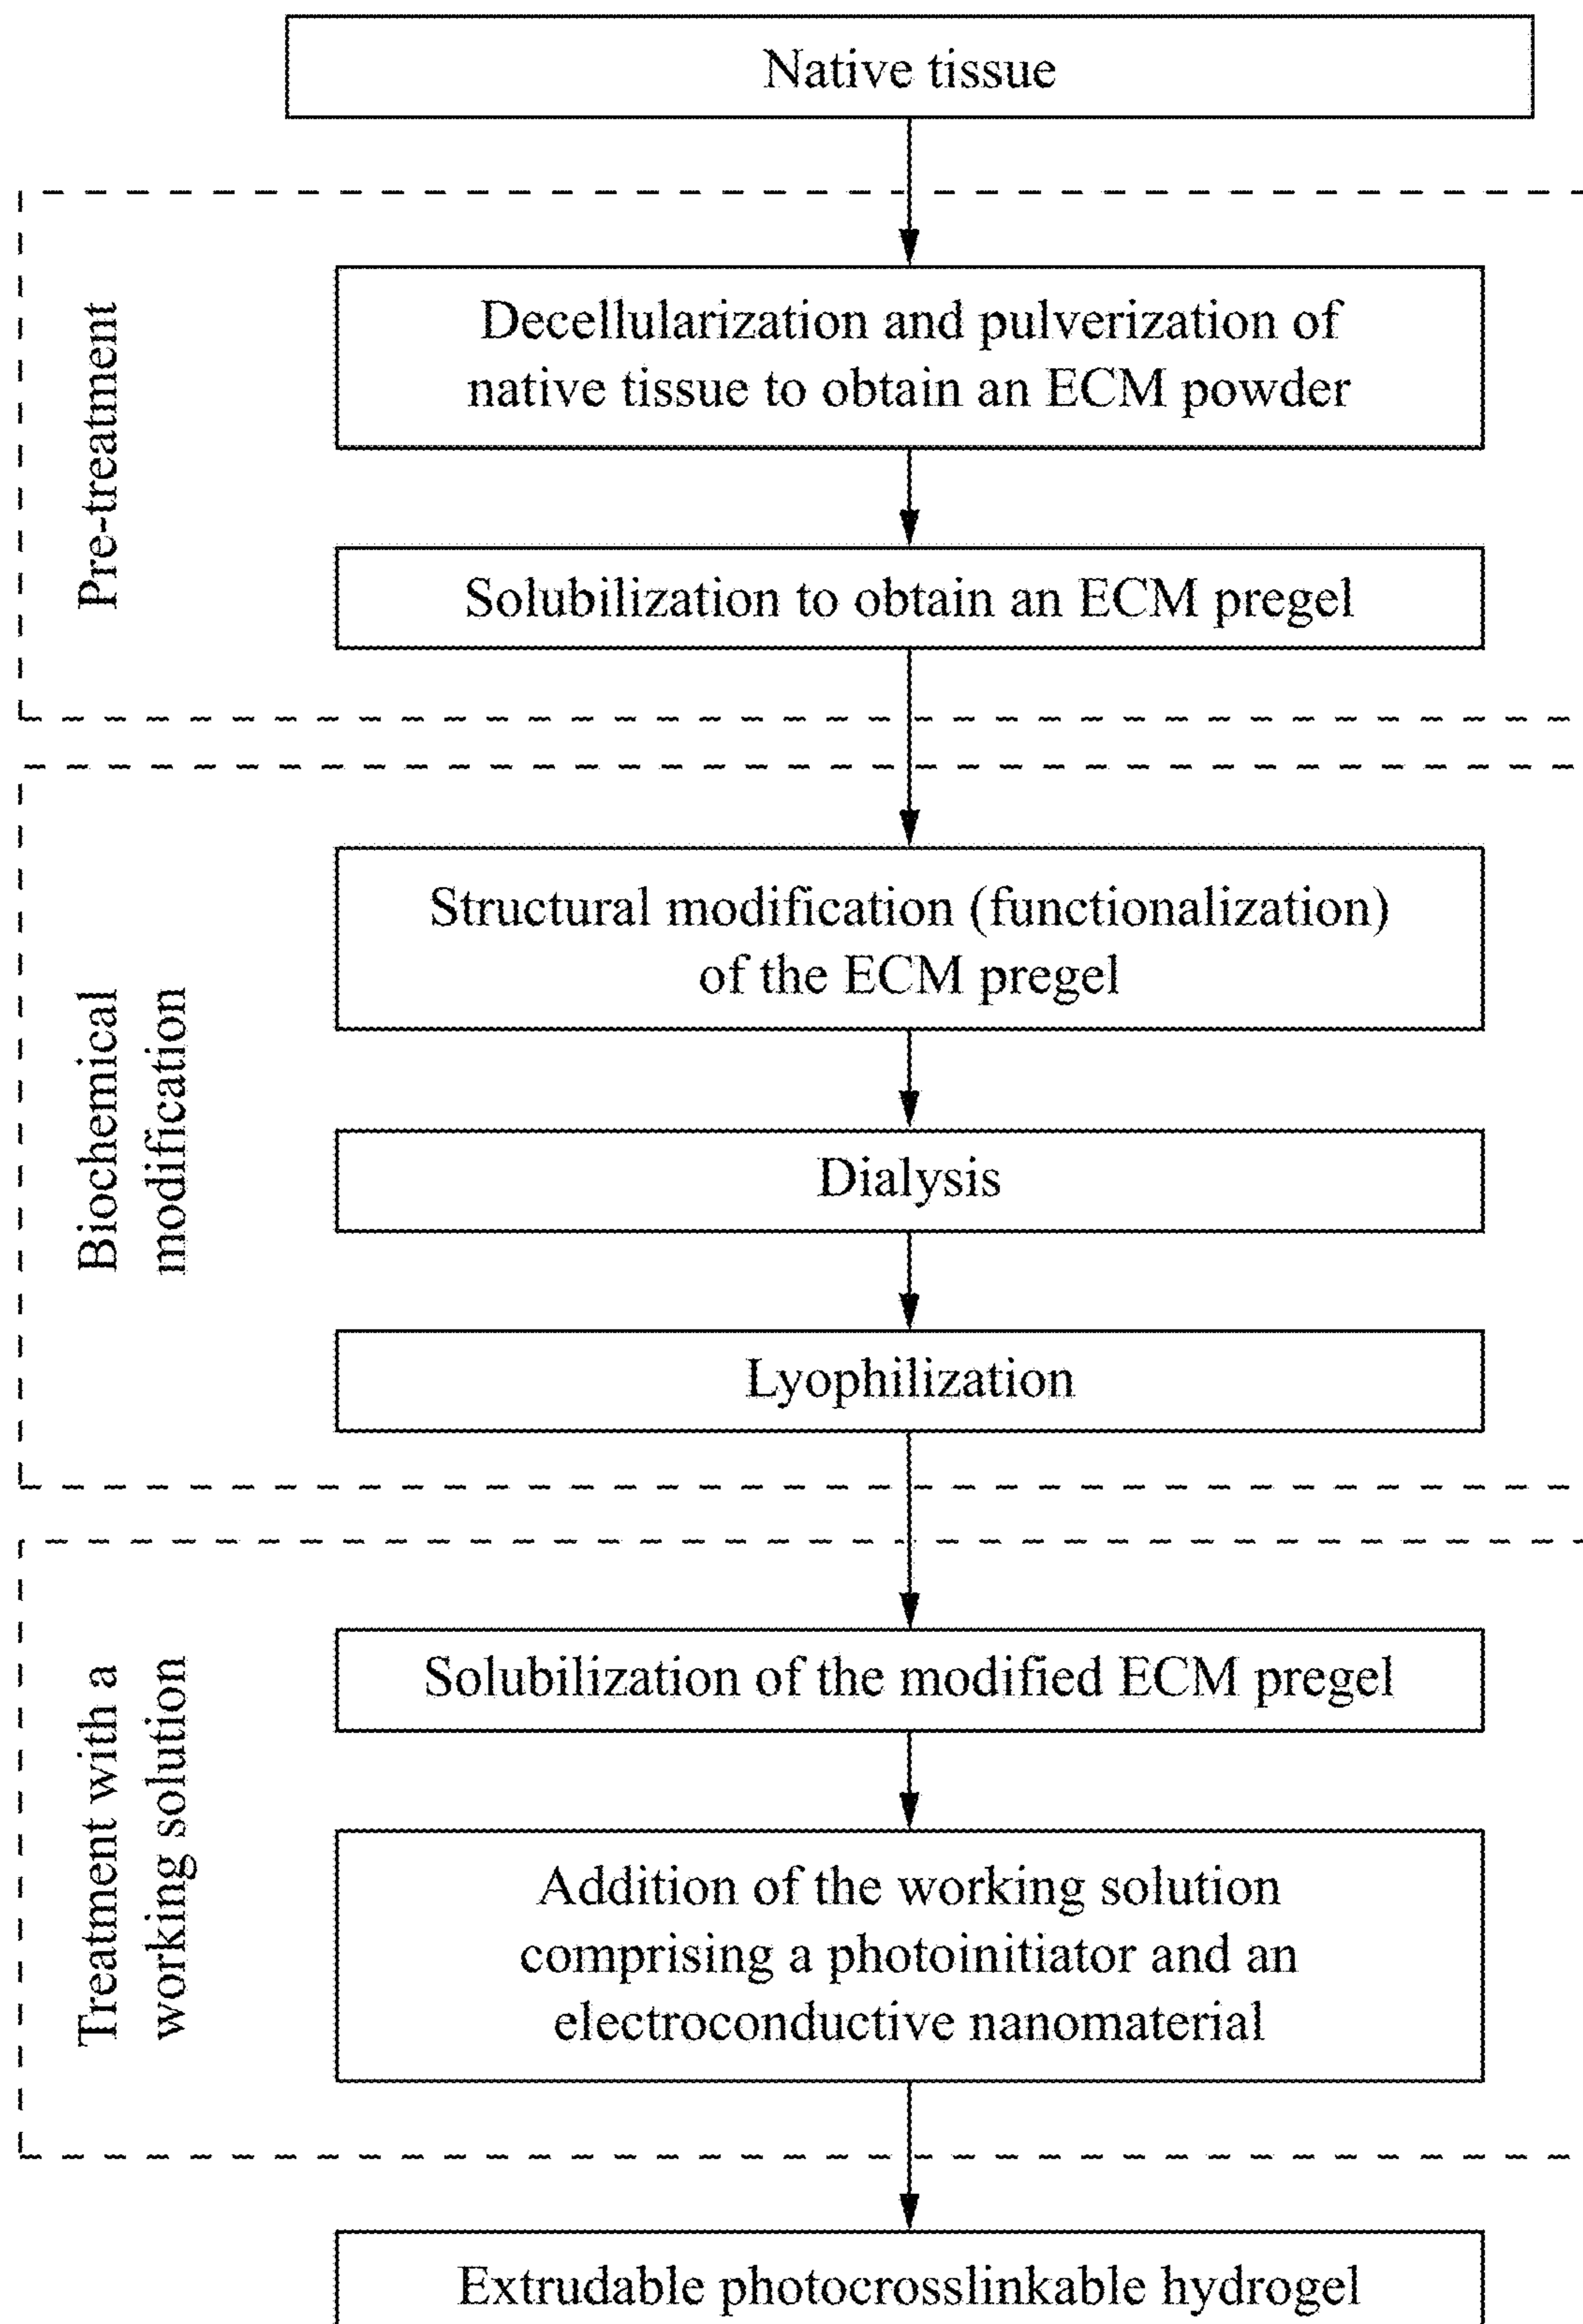 Native tissue
Pre-treatment
Decellularization and pulverization of
native tissue to obtain an ECM powder
Solubilization to obtain an ECM pregel
Biochemical
modification
Structural modification (functionalization)
of the ECM pregel
Dialysis
Lyophilization
Treatment with a
working solution
Solubilization of the modified ECM pregel
Addition of the working solution
comprising a photoinitiator and an
electroconductive nanomaterial
Extrudable photocrosslinkable hydrogel